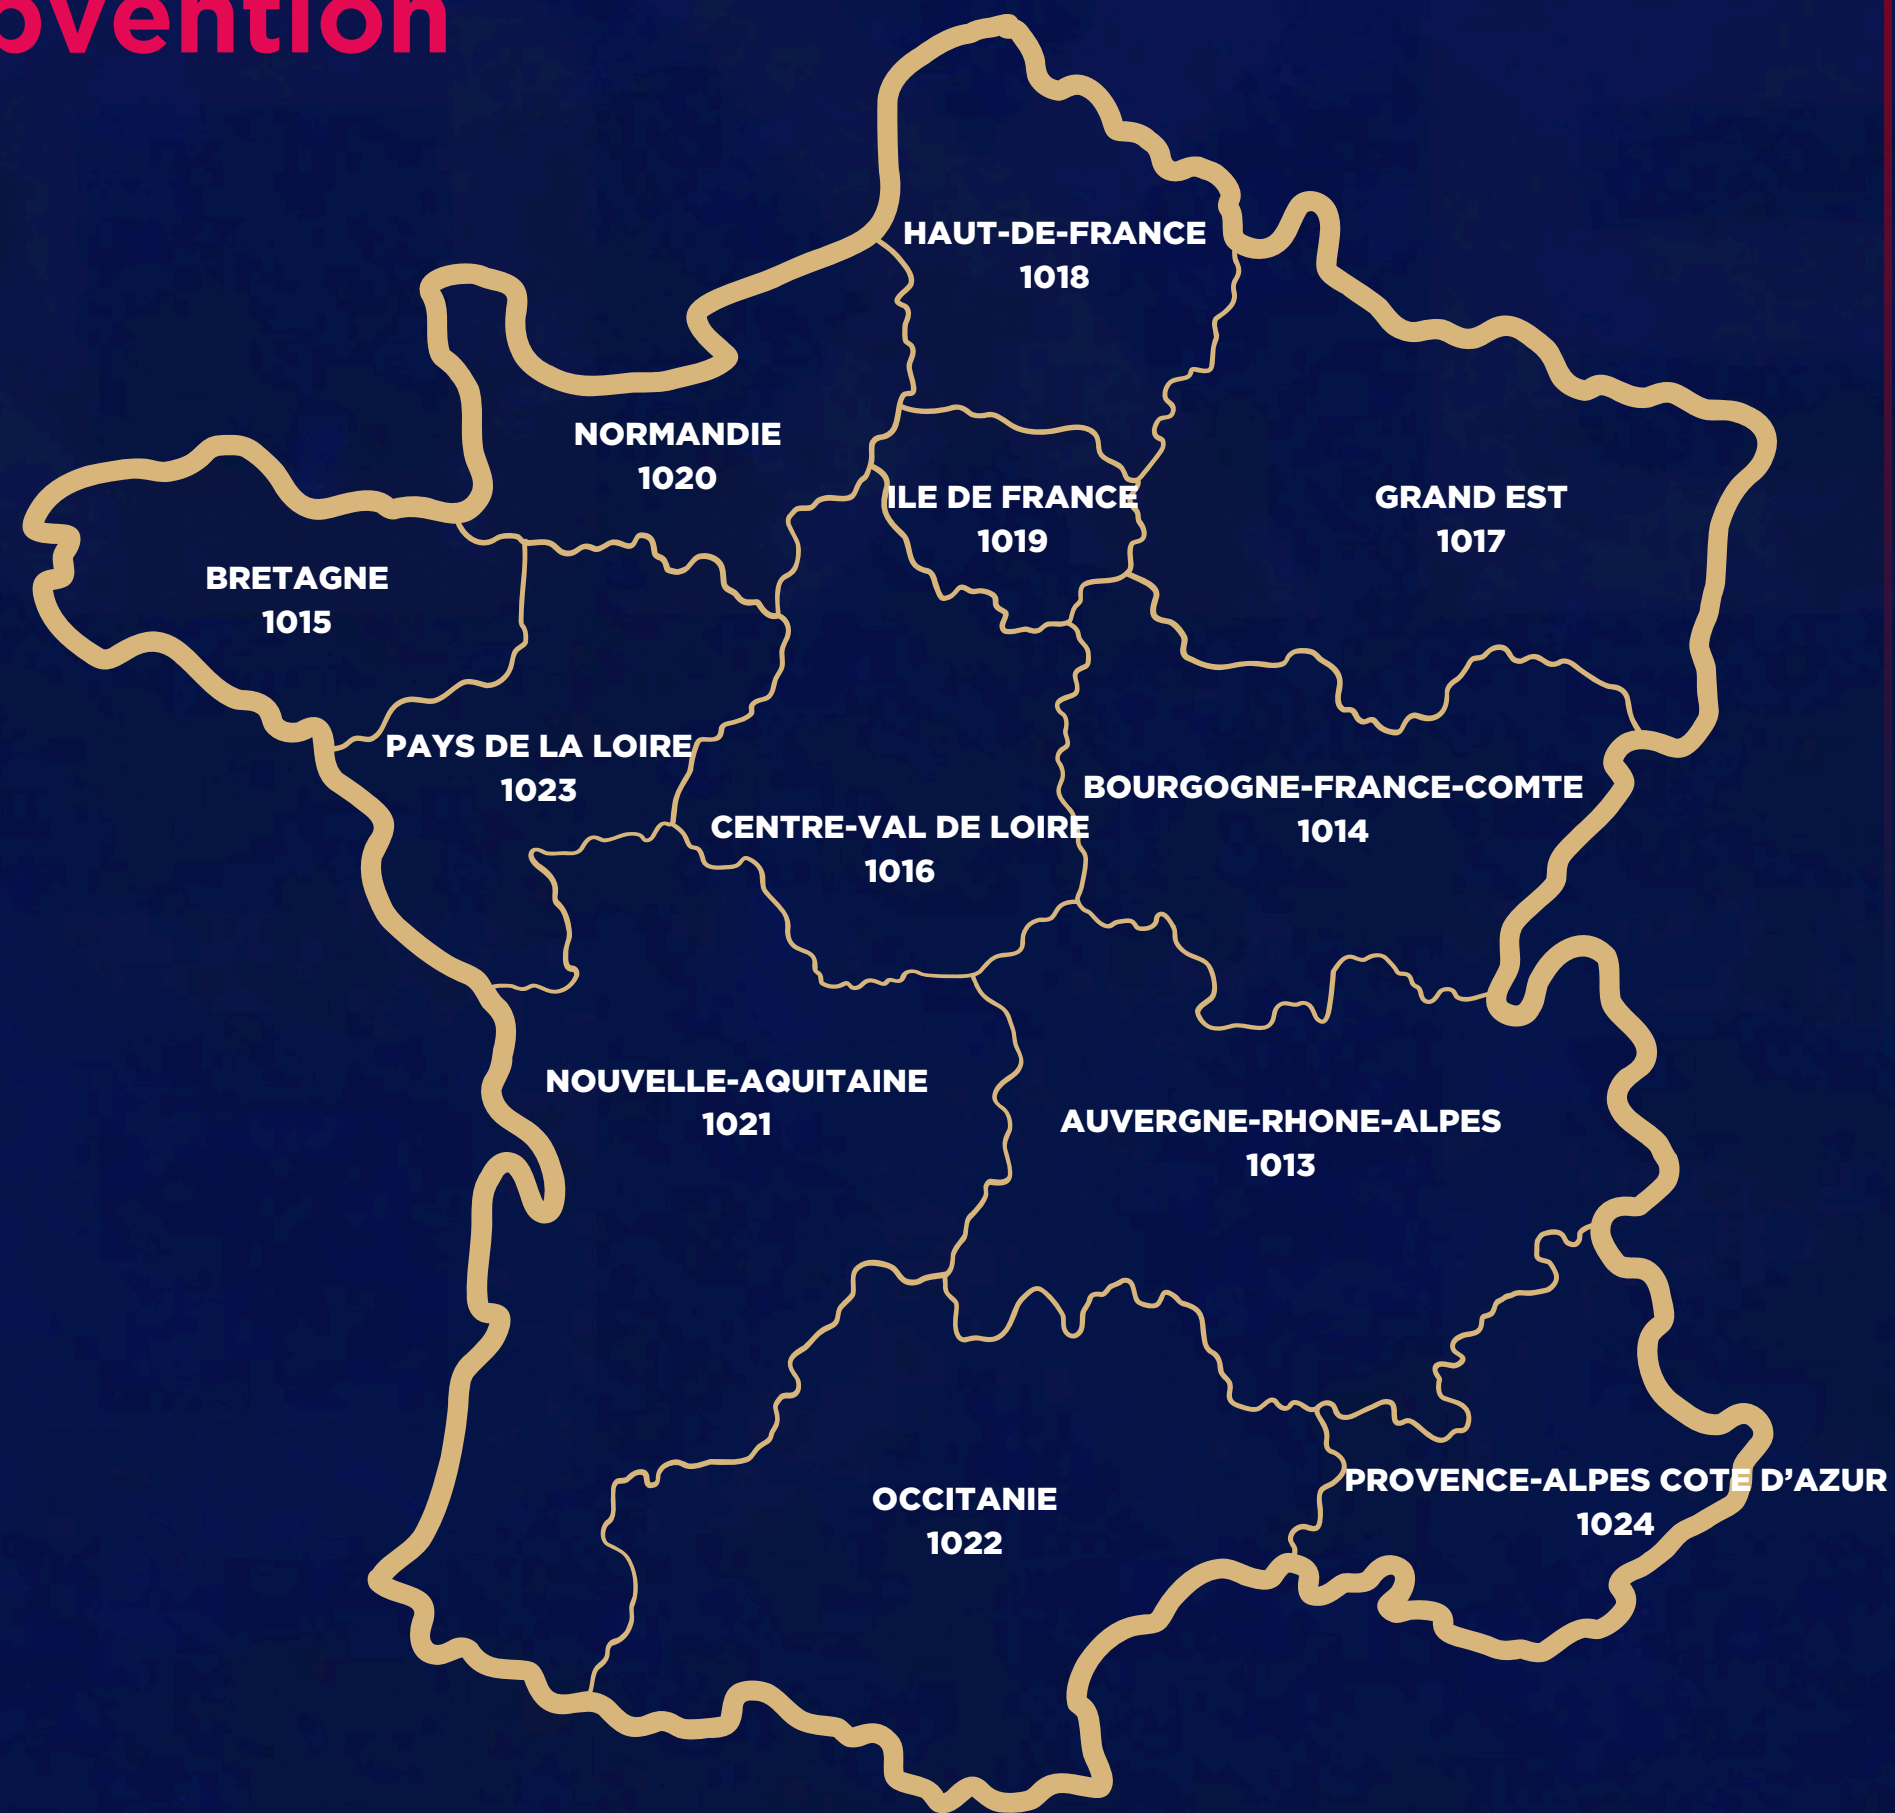 HAUT-DE-FRANCE
1018
NORMANDIE
1020
ILE DE FRANCE
1019
GRAND EST
1017
BRETAGNE
1015
PAYS DE LA LOIRE
1023
BOURGOGNE-FRANCE-COMTE
1014
CENTRE-VAL DE LOIRE
1016
NOUVELLE-AQUITAINE
1021
AUVERGNE-RHONE-ALPES
1013
PROVENCE-ALPES COTE D’AZUR
1024
OCCITANIE
1022